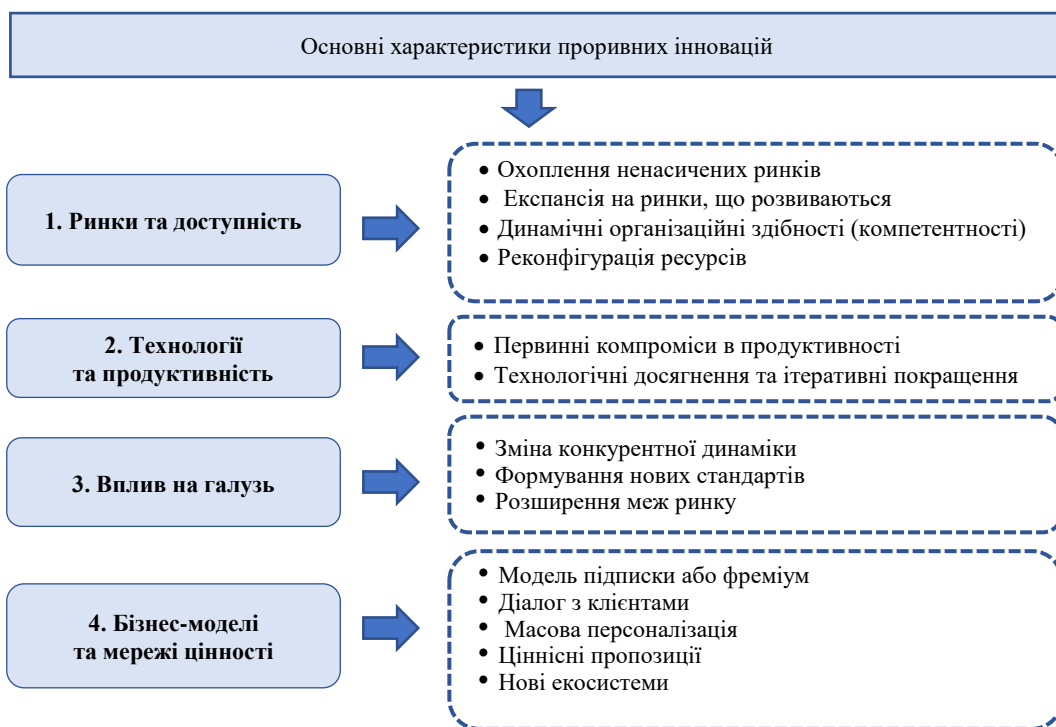 Основні характеристики проривних інновацій
1. Ринки та доступність
• Охоплення ненасичених ринків
• Експансія на ринки, що розвиваються
• Динамічні організаційні здібності (компетентності)
• Реконфігурація ресурсів
2. Технології
та продуктивність
• Первинні компроміси в продуктивності
• Технологічні досягнення та ітеративні покращення
3. Вплив на галузь
• Зміна конкурентної динаміки
• Формування нових стандартів
• Розширення меж ринку
4. Бізнес-моделі
та мережі цінності
• Модель підписки або фреміум
• Діалог з клієнтами
• Масова персоналізація
• Ціннісні пропозиції
• Нові екосистеми